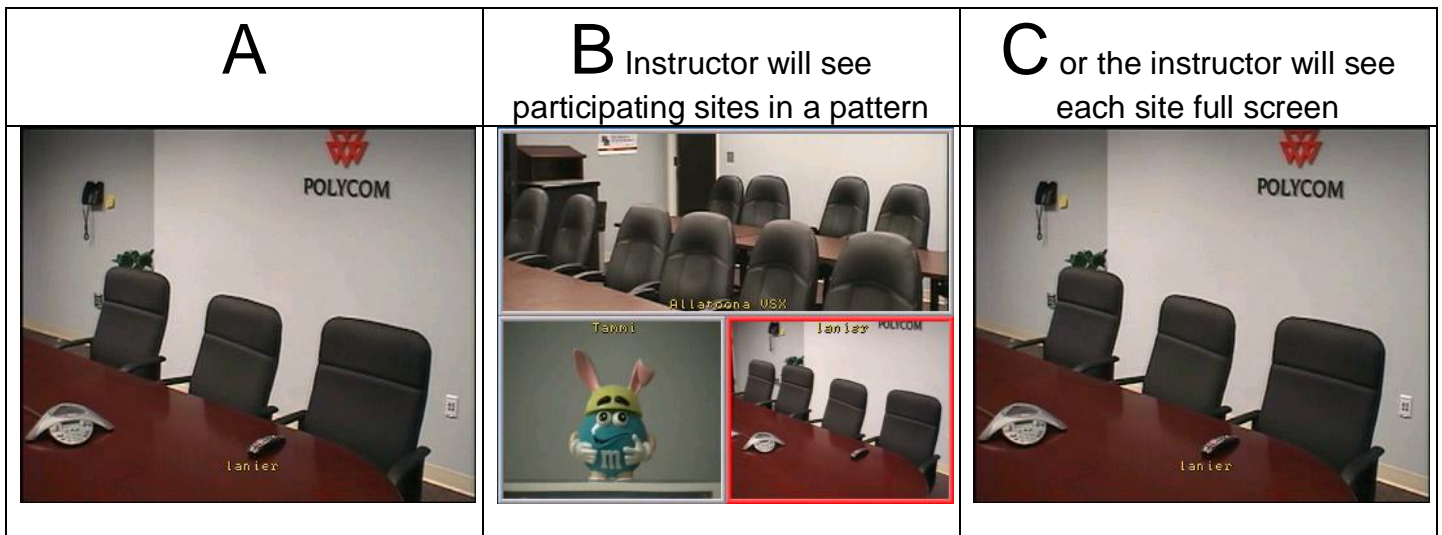 A
B Instructor will see
participating sites in a pattern
C or the instructor will see
each site full screen
POLYCOM
lanier
Allatoona VSX
Tammi
lanier
POLYCOM
m
POLYCOM
lanier